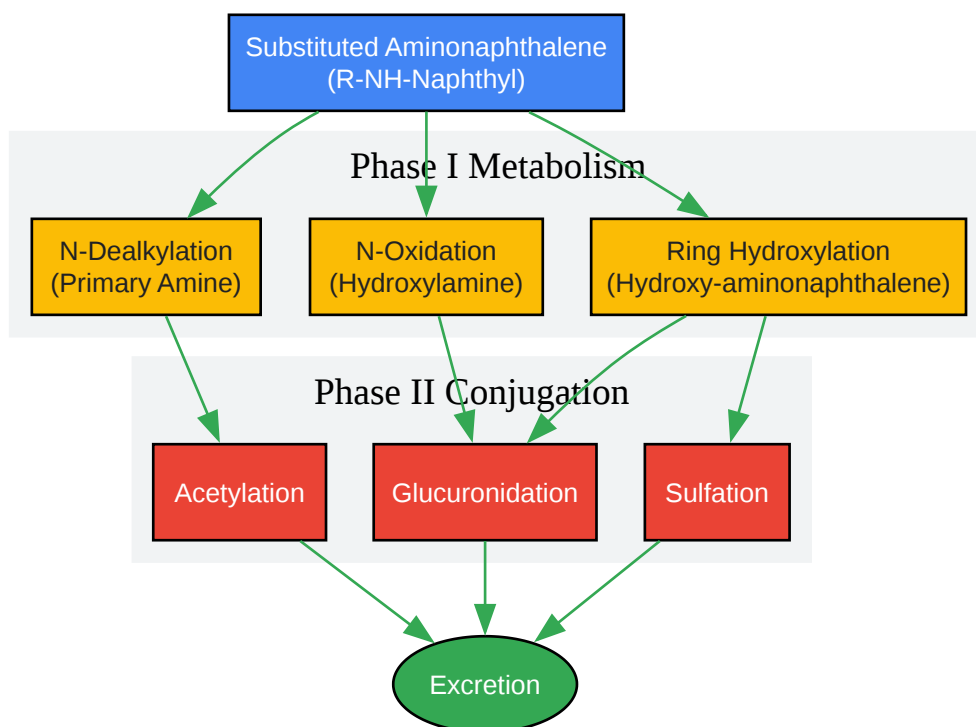 Substituted Aminonaphthalene
(R-NH-Naphthyl)
Phase I Metabolism
N-Dealkylation
(Primary Amine)
N-Oxidation
(Hydroxylamine)
Ring Hydroxylation
(Hydroxy-aminonaphthalene)
Phase II Conjugation
Acetylation
Glucuronidation
Sulfation
Excretion